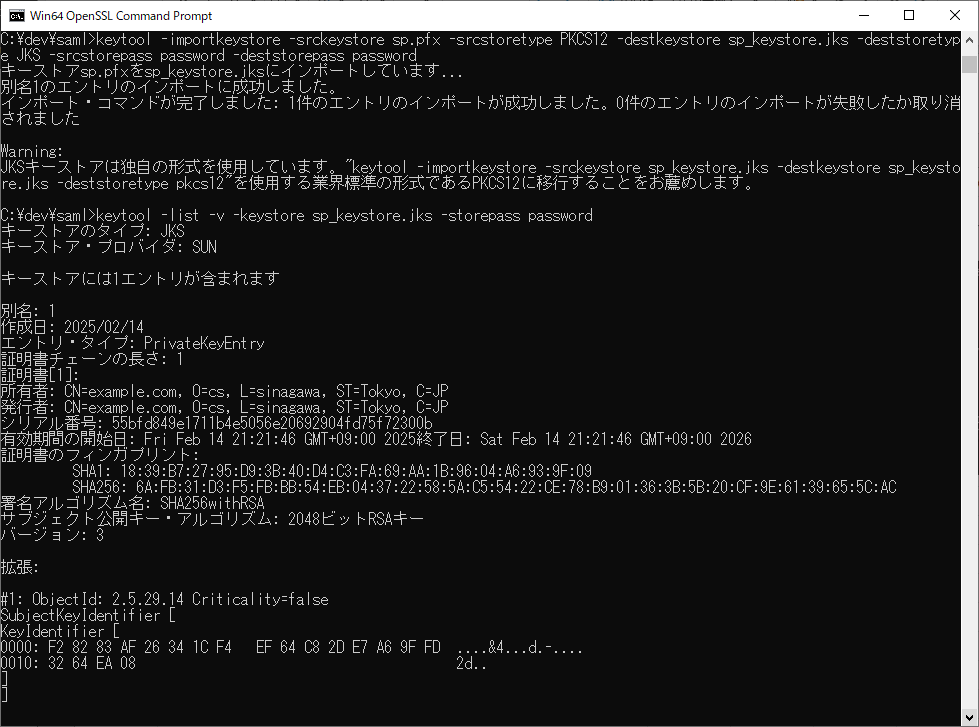 Win64 OpenSSL Command Prompt
C:¥dev¥saml>keytool -importkeystore -srckeystore sp.pfx -srcstoretype PKCS12 -destkeystore sp_keystore.jks -deststoretyp
e JKS -srcstorepass password -deststorepass password
キーストアsp.pfxをsp_keystore.jksにインポートしています...
別名1のエントリのインポートに成功しました。
インポート・コマンドが完了しました: 1件のエントリのインポートが成功しました。0件のエントリのインポートが失敗したか取り消
されました
Warning:
JKSキーストアは独自の形式を使用しています。"keytool -importkeystore -srckeystore sp_keystore.jks -destkeystore sp_keysto
re.jks -deststoretype pkcs12"を使用する業界標準の形式であるPKCS12に移行することをお薦めします。
C:¥dev¥saml>keytool -list -v -keystore sp_keystore.jks -storepass password
キーストアのタイプ: JKS
キーストア・プロバイダ: SUN
キーストアには1エントリが含まれます
別名: 1
作成日: 2025/02/14
エントリ・タイプ: PrivateKeyEntry
証明書チェーンの長さ: 1
証明書[1]:
所有者: CN=example.com, O=cs, L=sinagawa, ST=Tokyo, C=JP
発行者: CN=example.com, O=cs, L=sinagawa, ST=Tokyo, C=JP
シリアル番号: 55bfd849e1711b4e5056e20692904fd75f72300b
有効期間の開始日: Fri Feb 14 21:21:46 GMT+09:00 2025終了日: Sat Feb 14 21:21:46 GMT+09:00 2026
証明書のフィンガプリント:
SHA1: 18:39:B7:27:95:D9:3B:40:D4:C3:FA:69:AA:1B:96:04:A6:93:9F:09
SHA256: 6A:FB:31:D3:F5:FB:BB:54:EB:04:37:22:58:5A:C5:54:22:CE:78:B9:01:36:3B:5B:20:CF:9E:61:39:65:5C:AC
署名アルゴリズム名: SHA256withRSA
サブジェクト公開キー・アルゴリズム: 2048ビットRSAキー
バージョン: 3
拡張:
#1: ObjectId: 2.5.29.14 Criticality=false
SubjectKeyIdentifier [
KeyIdentifier [
0000: F2 82 83 AF 26 34 1C F4   EF 64 C8 2D E7 A6 9F FD  ....&4...d.-....
0010: 32 64 EA 08                                        2d..
]
]